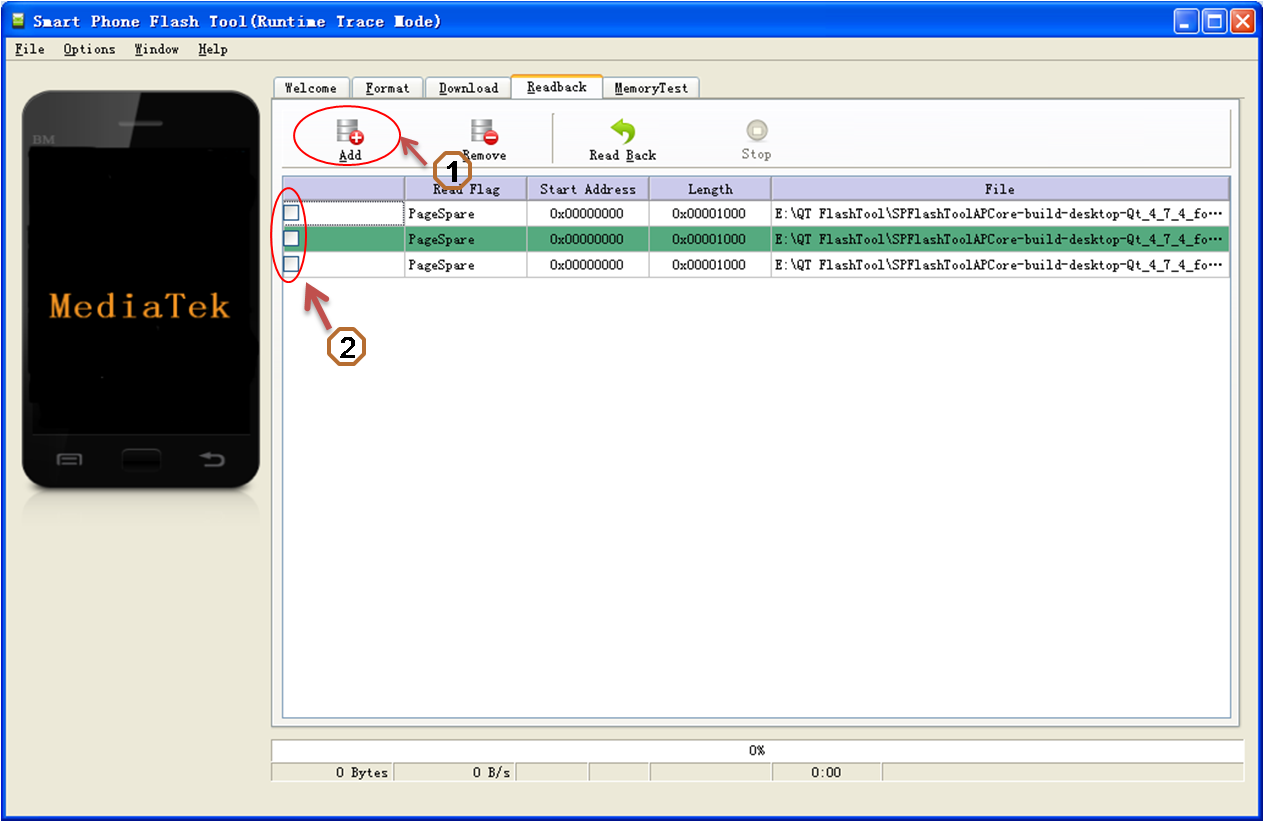 Smart Phone Flash Tool(Runtime Trace Mode)
File Options Window Help
Welcome Format Download Readback MemoryTest
Add Remove Read Back Stop
1
Read Flag Start Address Length File
PageSpare 0x00000000 0x00001000 E:\QT FlashTool\SPFlashToolAPCore-build-desktop-Qt_4_7_4_fo...
PageSpare 0x00000000 0x00001000 E:\QT FlashTool\SPFlashToolAPCore-build-desktop-Qt_4_7_4_fo...
PageSpare 0x00000000 0x00001000 E:\QT FlashTool\SPFlashToolAPCore-build-desktop-Qt_4_7_4_fo...
2
BM
MediaTek
0%
0 Bytes 0 B/s 0:00